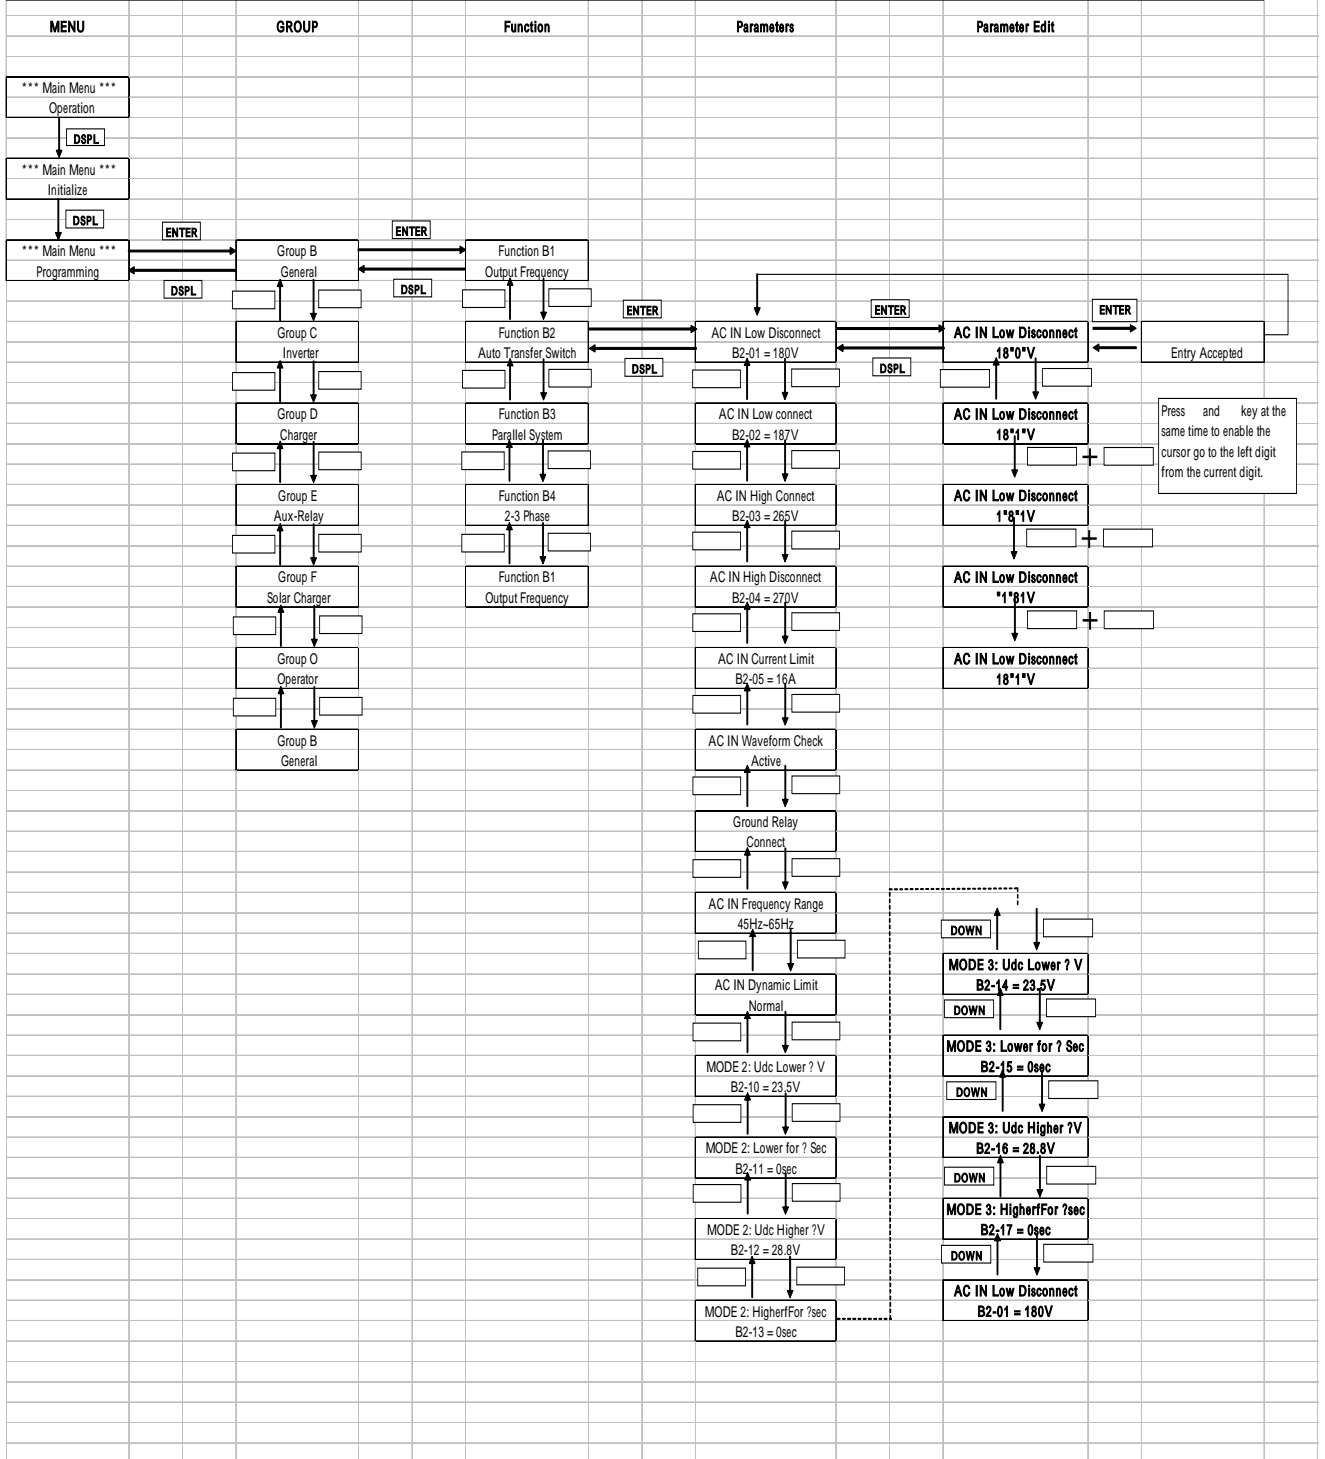 MENU
GROUP
Function
Parameters
Parameter Edit
*** Main Menu ***
Operation
DSPL
*** Main Menu ***
Initialize
DSPL
*** Main Menu ***
Programming
ENTER
DSPL
Group B
General
Group C
Inverter
Group D
Charger
Group E
Aux-Relay
Group F
Solar Charger
Group O
Operator
Group B
General
ENTER
DSPL
Function B1
Output Frequency
Function B2
Auto Transfer Switch
Function B3
Parallel System
Function B4
2-3 Phase
Function B1
Output Frequency
ENTER
DSPL
AC IN Low Disconnect
B2-01 = 180V
AC IN Low connect
B2-02 = 187V
AC IN High Connect
B2-03 = 265V
AC IN High Disconnect
B2-04 = 270V
AC IN Current Limit
B2-05 = 16A
AC IN Waveform Check
Active
Ground Relay
Connect
AC IN Frequency Range
45Hz~65Hz
AC IN Dynamic Limit
Normal
MODE 2: Udc Lower ? V
B2-10 = 23.5V
MODE 2: Lower for ? Sec
B2-11 = 0sec
MODE 2: Udc Higher ?V
B2-12 = 28.8V
MODE 2: HigherfFor ?sec
B2-13 = 0sec
ENTER
DSPL
AC IN Low Disconnect
18"0"V
AC IN Low Disconnect
18"1"V
+
AC IN Low Disconnect
1"8"1V
+
AC IN Low Disconnect
"1"81V
+
AC IN Low Disconnect
18"1"V
ENTER
Entry Accepted
Press and key at the
same time to enable the
cursor go to the left digit
from the current digit.
DOWN
MODE 3: Udc Lower ? V
B2-14 = 23.5V
DOWN
MODE 3: Lower for ? Sec
B2-15 = 0sec
DOWN
MODE 3: Udc Higher ?V
B2-16 = 28.8V
DOWN
MODE 3: HigherfFor ?sec
B2-17 = 0sec
DOWN
AC IN Low Disconnect
B2-01 = 180V